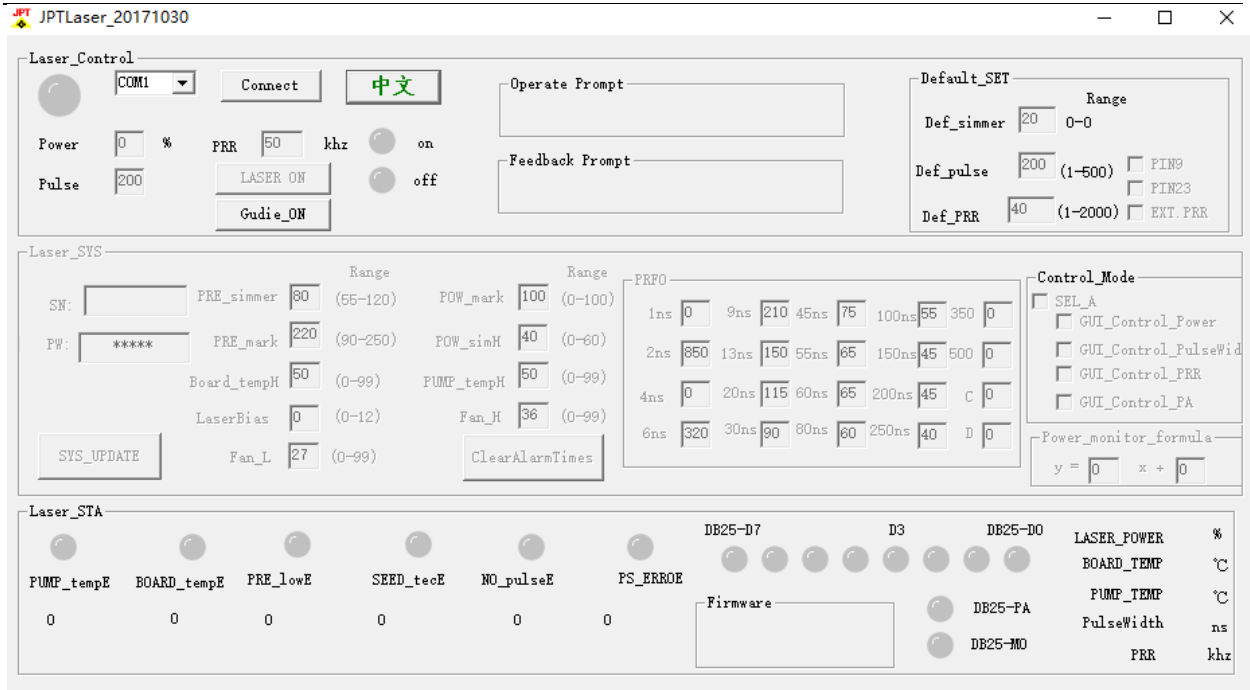 JPT JPTLaser_20171030
Laser_Control
COM1 Connect 中文
Power 0 % PRR 50 khz on
Pulse 200 LASER ON off
Gudie_ON
Operate Prompt
Feedback Prompt
Default_SET
Range
Def_simmer 20 0-0
Def_pulse 200 (1-500) PIN9
PIN23
Def_PRR 40 (1-2000) EXT.PRR
Laser_SYS
Range Range
SN: PRE_simmer 80 (55-120) POW_mark 100 (0-100)
PW: ***** PRE_mark 220 (90-250) POW_simH 40 (0-60)
Board_tempH 50 (0-99) PUMP_tempH 50 (0-99)
LaserBias 0 (0-12) Fan_H 36 (0-99)
SYS_UPDATE Fan_L 27 (0-99) ClearAlarmTimes
PRFO
1ns 0 9ns 210 45ns 75 100ns 55 350 0
2ns 850 13ns 150 55ns 65 150ns 45 500 0
4ns 0 20ns 115 60ns 65 200ns 45 C 0
6ns 320 30ns 90 80ns 60 250ns 40 D 0
Control_Mode
SEL_A
GUI_Control_Power
GUI_Control_PulseWid
GUI_Control_PRR
GUI_Control_PA
Power_monitor_formula
y = 0 x + 0
Laser_STA
PUMP_tempE BOARD_tempE PRE_lowE SEED_tecE NO_pulseE PS_ERROE
0 0 0 0 0 0
DB25-D7 D3 DB25-D0
Firmware
DB25-PA
DB25-MO
LASER_POWER %
BOARD_TEMP ℃
PUMP_TEMP ℃
PulseWidth ns
PRR khz